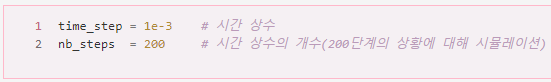 1 time_step = 1e-3 # 시간 상수
2 nb_steps = 200 # 시간 상수의 개수(200단계의 상황에 대해 시뮬레이션)